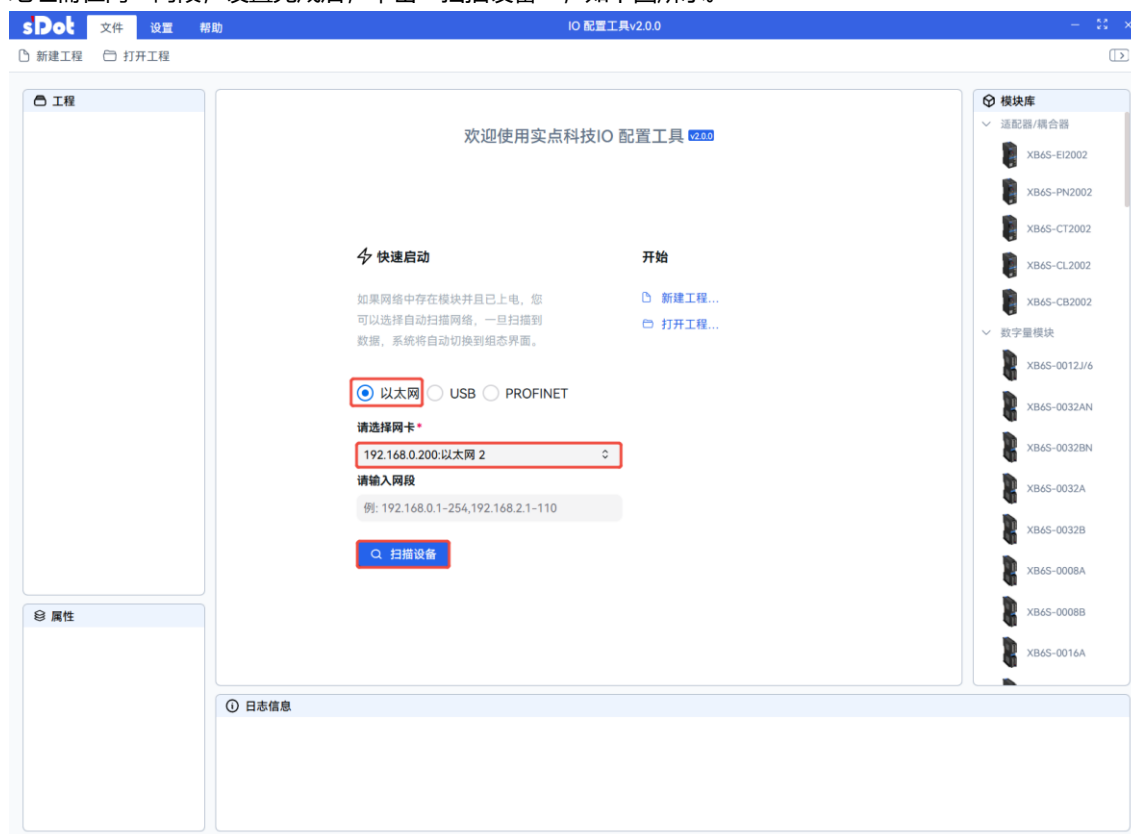 sDot 文件 设置 帮助 IO 配置工具v2.0.0
新建工程 打开工程
工程
欢迎使用实点科技IO 配置工具 v2.0.0
快速启动
如果网络中存在模块并且已上电，您
可以选择自动扫描网络，一旦扫描到
数据，系统将自动切换到组态界面。
开始
新建工程...
打开工程...
以太网 USB PROFINET
请选择网卡*
192.168.0.200:以太网 2
请输入网段
例: 192.168.0.1-254,192.168.2.1-110
扫描设备
模块库
适配器/耦合器
XB6S-EI2002
XB6S-PN2002
XB6S-CT2002
XB6S-CL2002
XB6S-CB2002
数字量模块
XB6S-0012J/6
XB6S-0032AN
XB6S-0032BN
XB6S-0032A
XB6S-0032B
XB6S-0008A
XB6S-0008B
XB6S-0016A
属性
日志信息